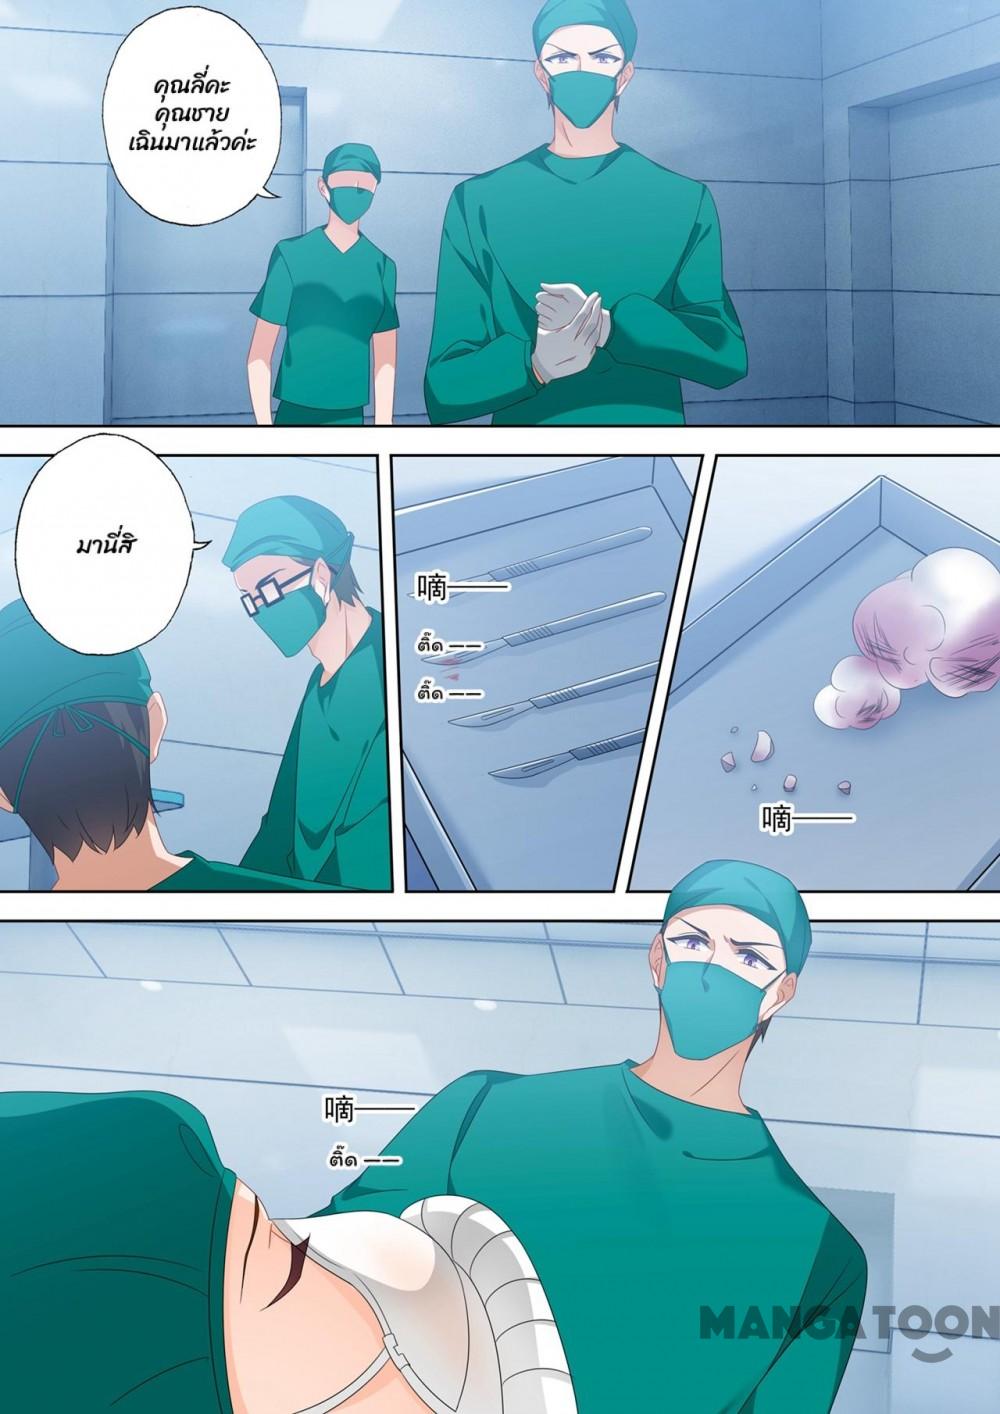 คุณลี่คะ
คุณชาย
เฉินมาแล้วค่ะ
มานี่สิ
嘀——
ติ๊ด ——
ติ๊ด ——
嘀——
嘀——
ติ๊ด ——
MANGATOON